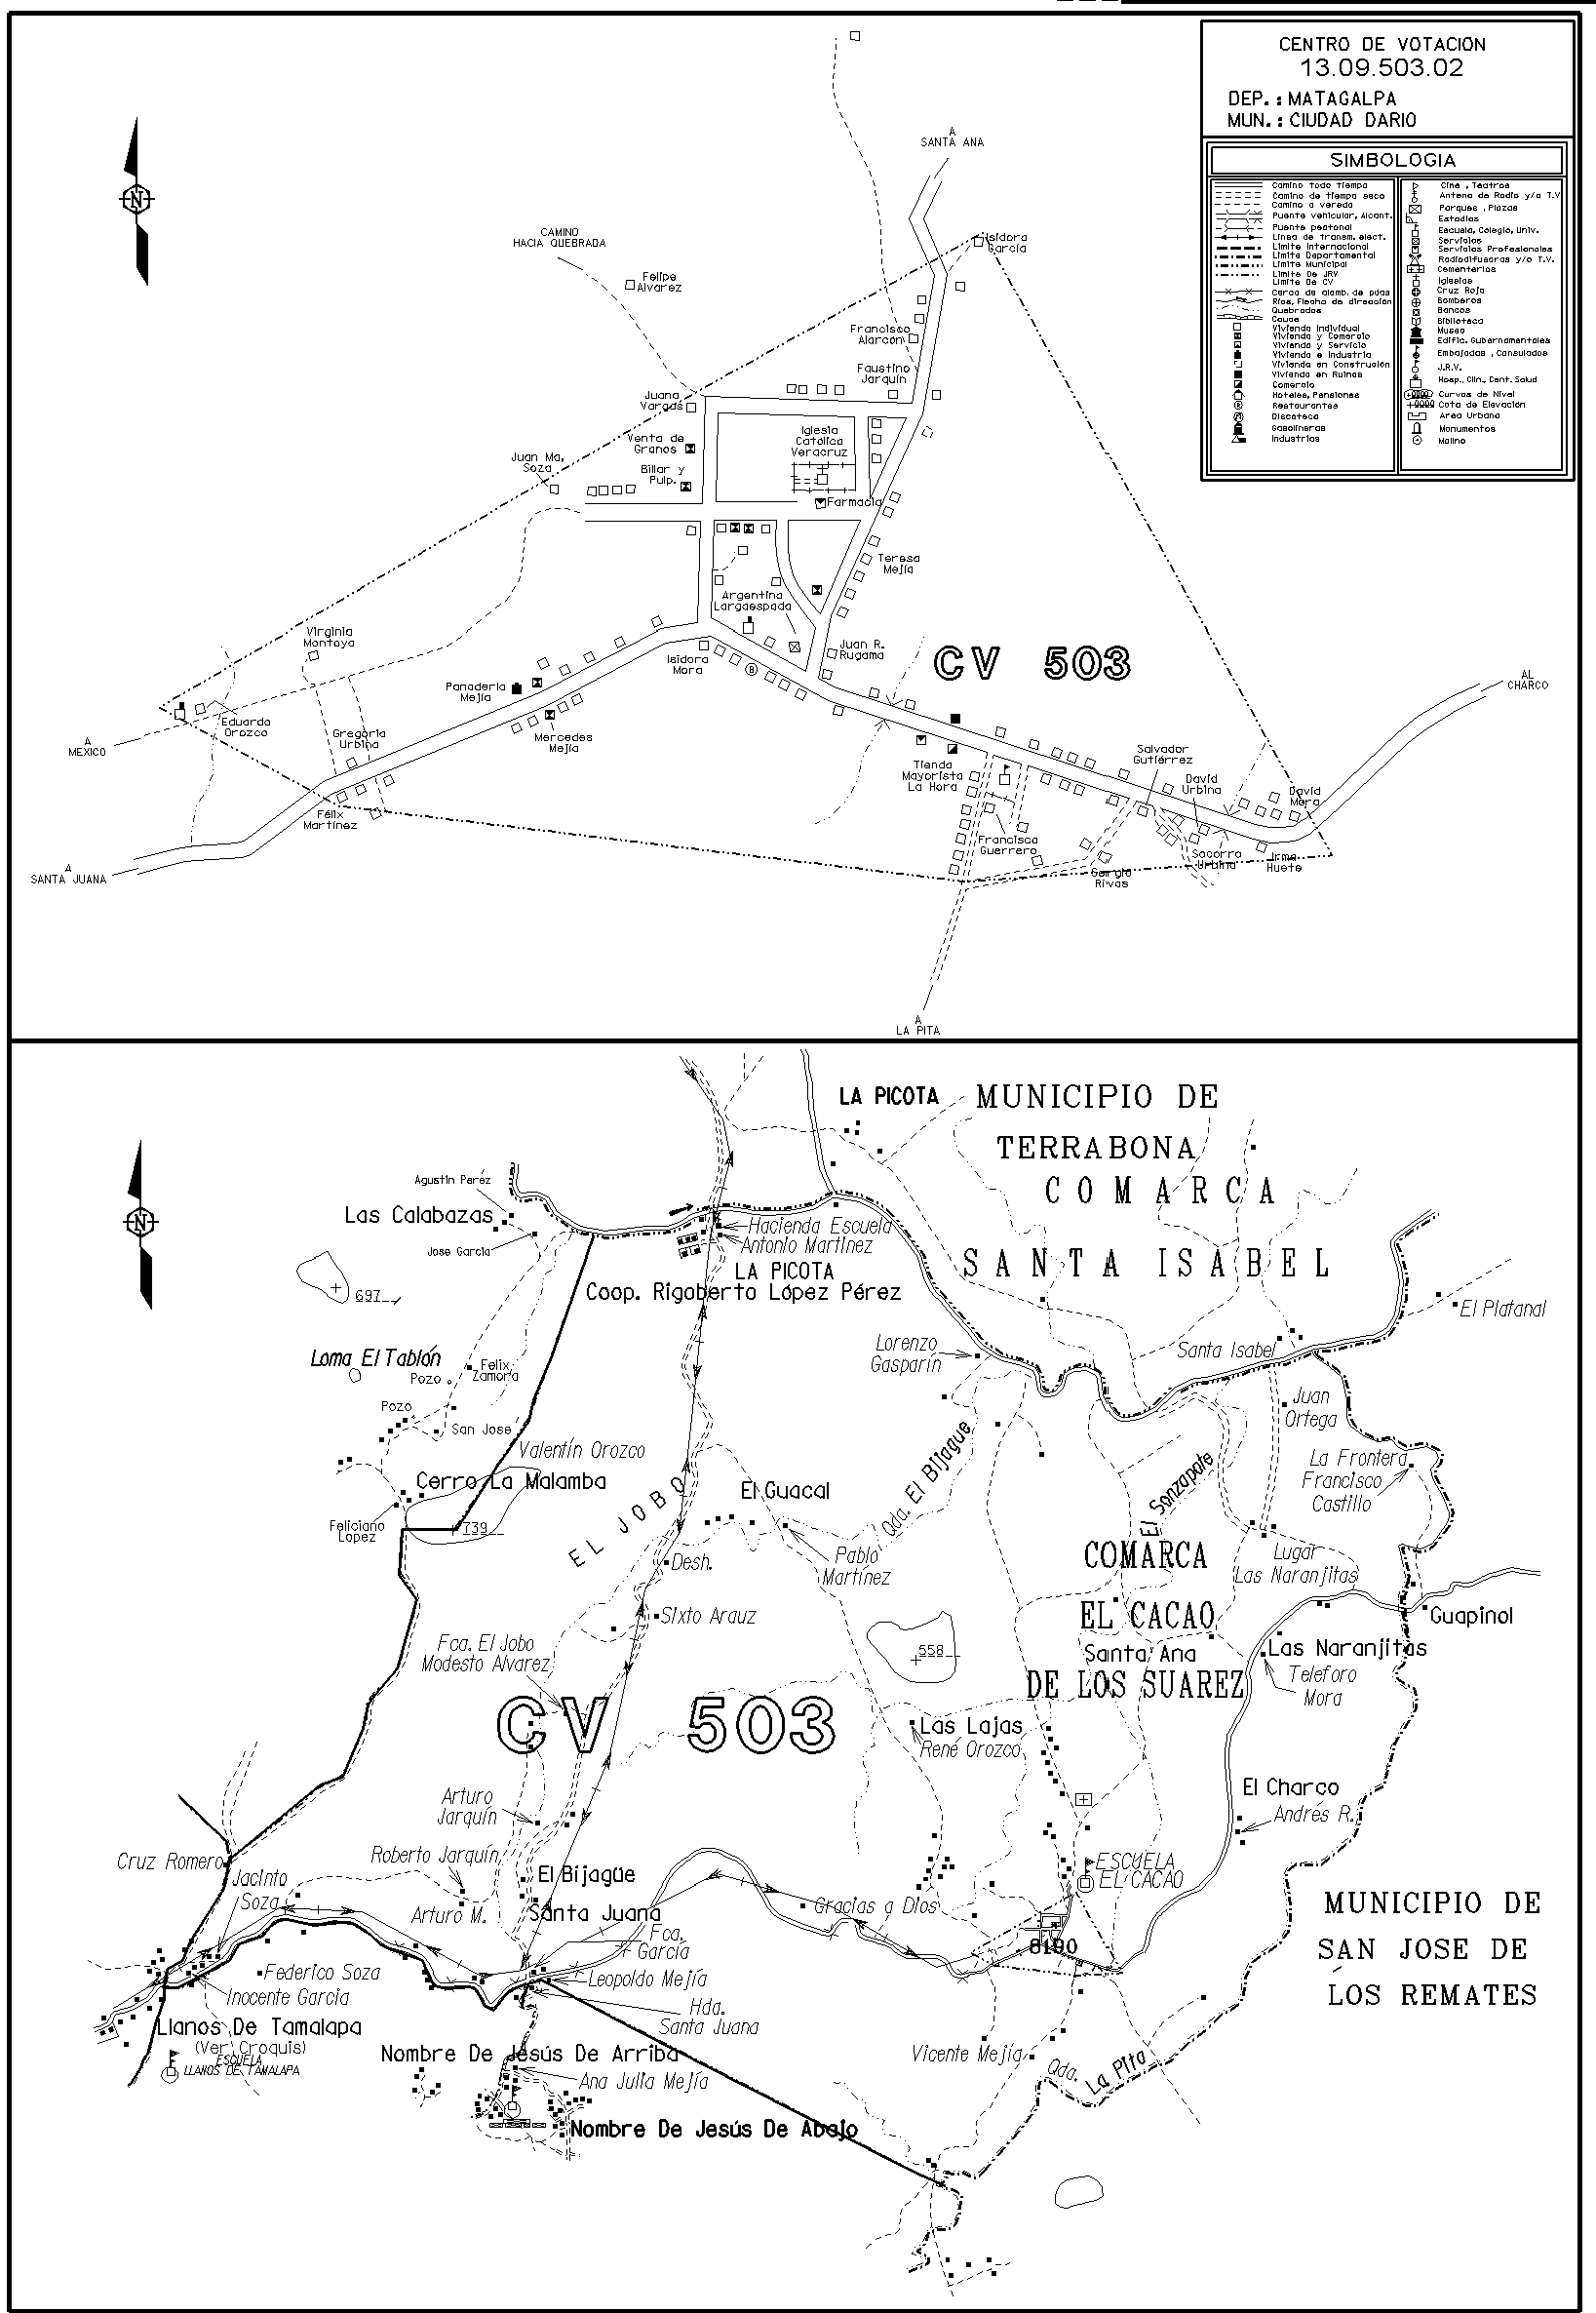 CENTRO DE VOTACION
13.09.503.02
DEP. : MATAGALPA
MUN. : CIUDAD DARIO
SIMBOLOGIA
Camino todo tiempo
Camino de tiempo seco
Camino o vereda
Puente vehicular, Alcant.
Puente peatonal
Linea de transm. elect.
Limite Internacional
Limite Departamental
Limite Municipal
Limite De JRV
Limite De CV
Cerca de alamb. de púas
Ríos, Flecha de dirección
Quebradas
Cauce
Vivienda Individual
Vivienda y Comercio
Vivienda y Servicio
Vivienda e Industria
Vivienda en Construción
Vivienda en Ruinas
Comercio
Hoteles, Pensiones
Restaurantes
Discoteca
Gasolineras
Industrias
Cine , Teatros
Antena de Radio y/o T.V
Parques , Plazas
Estadios
Escuela, Colegio, Univ.
Servicios
Servicios Profesionales
Radiodifusoras y/o T.V.
Cementerios
Iglesias
Cruz Roja
Bomberos
Bancos
Biblioteca
Museo
Edific. Gubernamentales
Embajadas , Consulados
J.R.V.
Hosp., Clin., Cent. Salud
Curvas de Nivel
Cota de Elevación
Area Urbana
Monumentos
Molino
A
SANTA ANA
N
CAMINO
HACIA QUEBRADA
Isidora
García
Felipe
Alvarez
Francisco
Alarcón
Faustino
Jarquín
Juana
Vargas
Venta de
Granos
Iglesia
Católica
Veracruz
Juan Ma,
Soza
Billar y
Pulp.
Farmacia
Teresa
Mejía
Argentina
Largaespada
Virginia
Montoya
Juan R.
Rugama
CV 503
Isidora
Mora
B
Panadería
Mejía
AL
CHARCO
Eduardo
Orozco
Gregoria
Urbina
Mercedes
Mejía
A
MEXICO
Salvador
Gutiérrez
Tienda
Mayorista
La Hora
David
Urbina
David
Mora
Félix
Martínez
Francisca
Guerrero
Socorro
Urbina
Irma
Huete
Sergio
Rivas
A
SANTA JUANA
A
LA PITA
LA PICOTA
MUNICIPIO DE
TERRABONA
COMARCA
SANTA ISABEL
Agustin Perez
Las Calabazas
Jose Garcia
N
Hacienda Escuela
Antonio Martinez
LA PICOTA
Coop. Rigoberto López Pérez
697
El Platanal
Lorenzo
Gasparín
Santa Isabel
Loma El Tablón
Pozo
Felix
Zamora
Juan
Ortega
Pozo
San Jose
Valentín Orozco
Qda. El Bijague
La Frontera
Francisco
Castillo
Cerro La Malamba
El Guacal
El Sonzapote
Feliciano
Lopez
739
EL JOBO
Pablo
Martínez
Desh.
COMARCA
EL CACAO
DE LOS SUAREZ
Lugar
Las Naranjitas
Sixto Arauz
Guapinol
Fca. El Jobo
Modesto Alvarez
558
Santa Ana
Las Naranjitas
Teleforo
Mora
CV 503
Las Lajas
René Orozco
El Charco
Andrés R.
Arturo
Jarquín
Cruz Romero
Jacinto
Soza
Roberto Jarquín
El Bijagüe
ESCUELA
EL CACAO
Arturo M.
Santa Juana
Gracias a Dios
MUNICIPIO DE
SAN JOSE DE
LOS REMATES
Fca.
García
8190
Federico Soza
Leopoldo Mejía
Inocente Garcia
Hda.
Santa Juana
Llanos De Tamalapa
(Ver Croquis)
ESCUELA
LLANOS DE TAMALAPA
Nombre De Jesús De Arriba
Vicente Mejía
Qda. La Pita
Ana Julia Mejía
Nombre De Jesús De Abajo